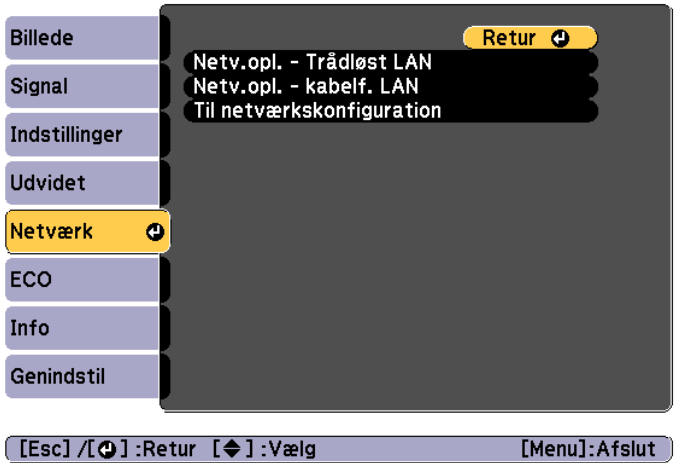 Billede
Signal
Indstillinger
Udvidet
Netværk
ECO
Info
Genindstil
Retur
Netv.opl. - Trådløst LAN
Netv.opl. - kabelf. LAN
Til netværkskonfiguration
[Esc] /[ ] :Retur [ ] :Vælg [Menu]:Afslut